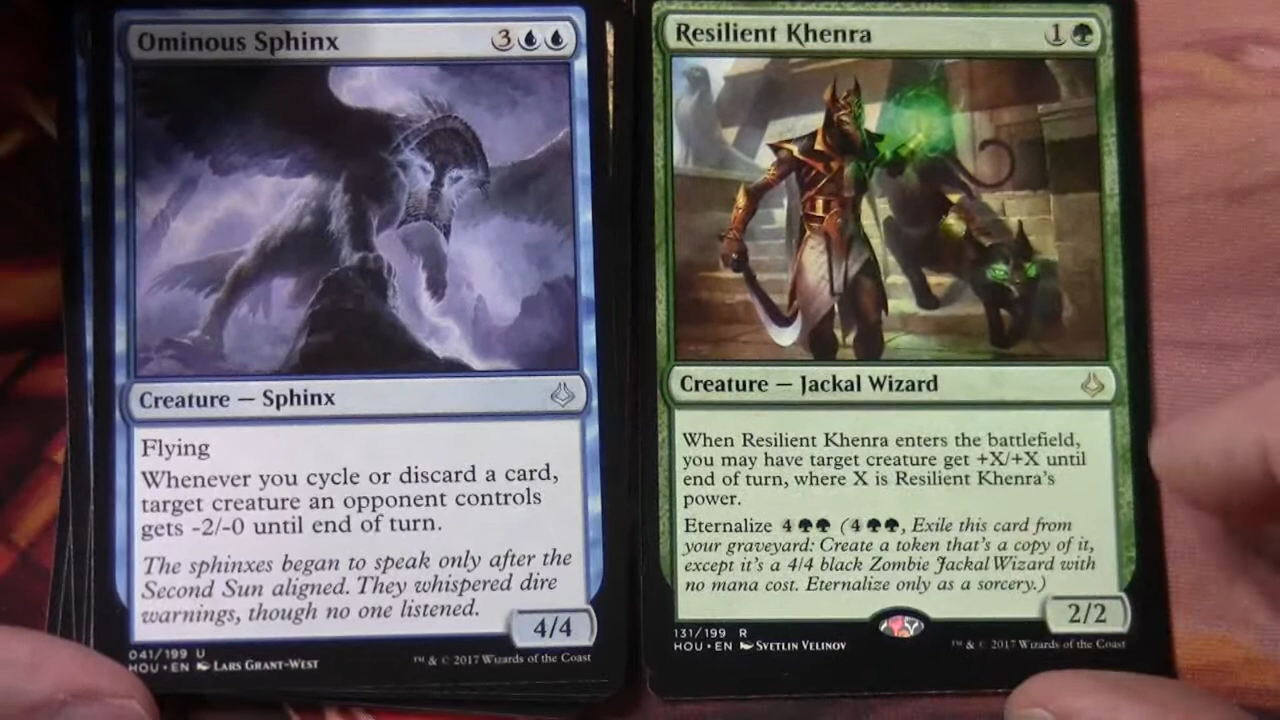 Ominous Sphinx 3
Creature — Sphinx
Flying
Whenever you cycle or discard a card,
target creature an opponent controls
gets -2/-0 until end of turn.
The sphinxes began to speak only after the
Second Sun aligned. They whispered dire
warnings, though no one listened.
4/4
041/199 U
HOU • EN Lars Grant-West
™ & © 2017 Wizards of the Coast
Resilient Khenra 1
Creature — Jackal Wizard
When Resilient Khenra enters the battlefield,
you may have target creature get +X/+X until
end of turn, where X is Resilient Khenra's
power.
Eternalize 4 (4, Exile this card from
your graveyard: Create a token that's a copy of it,
except it's a 4/4 black Zombie Jackal Wizard with
no mana cost. Eternalize only as a sorcery.)
2/2
131/199 R
HOU • EN Svetlin Velinov
™ & © 2017 Wizards of the Coast